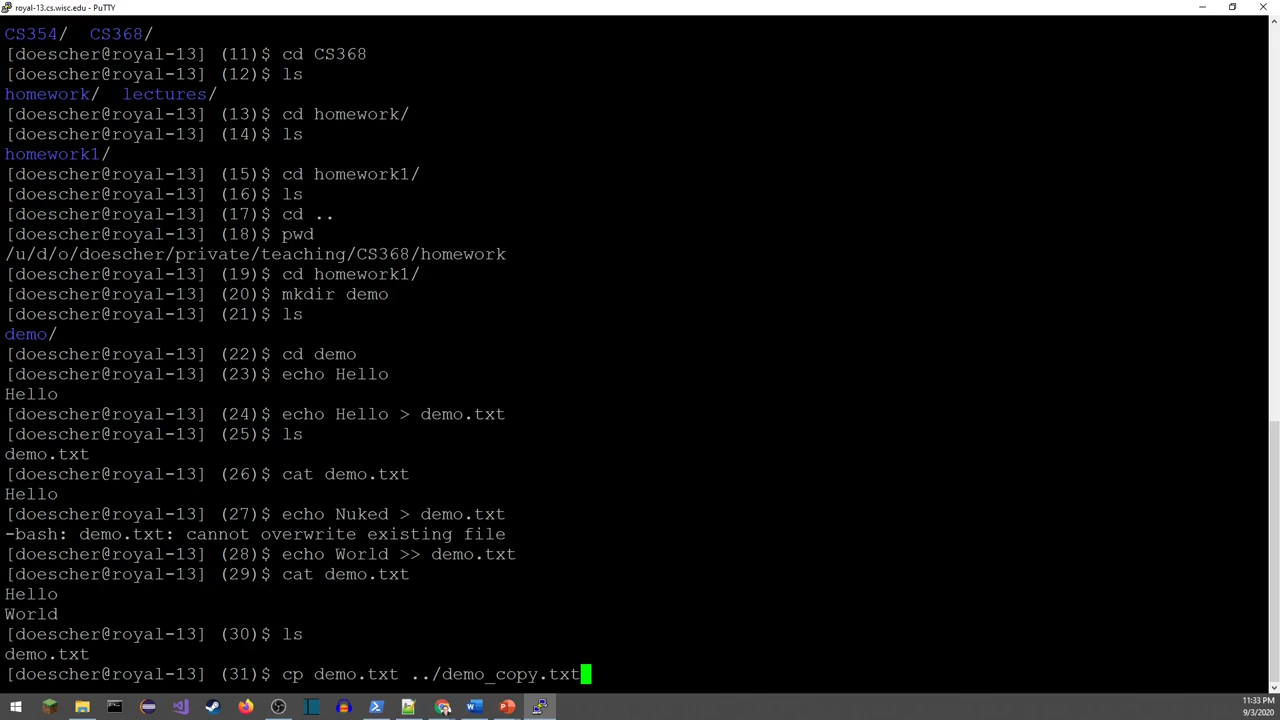 royal-13.cs.wisc.edu - PuTTY
CS354/  CS368/
[doescher@royal-13] (11)$ cd CS368
[doescher@royal-13] (12)$ ls
homework/  lectures/
[doescher@royal-13] (13)$ cd homework/
[doescher@royal-13] (14)$ ls
homework1/
[doescher@royal-13] (15)$ cd homework1/
[doescher@royal-13] (16)$ ls
[doescher@royal-13] (17)$ cd ..
[doescher@royal-13] (18)$ pwd
/u/d/o/doescher/private/teaching/CS368/homework
[doescher@royal-13] (19)$ cd homework1/
[doescher@royal-13] (20)$ mkdir demo
[doescher@royal-13] (21)$ ls
demo/
[doescher@royal-13] (22)$ cd demo
[doescher@royal-13] (23)$ echo Hello
Hello
[doescher@royal-13] (24)$ echo Hello > demo.txt
[doescher@royal-13] (25)$ ls
demo.txt
[doescher@royal-13] (26)$ cat demo.txt
Hello
[doescher@royal-13] (27)$ echo Nuked > demo.txt
-bash: demo.txt: cannot overwrite existing file
[doescher@royal-13] (28)$ echo World >> demo.txt
[doescher@royal-13] (29)$ cat demo.txt
Hello
World
[doescher@royal-13] (30)$ ls
demo.txt
[doescher@royal-13] (31)$ cp demo.txt ../demo_copy.txt
11:33 PM
9/3/2020